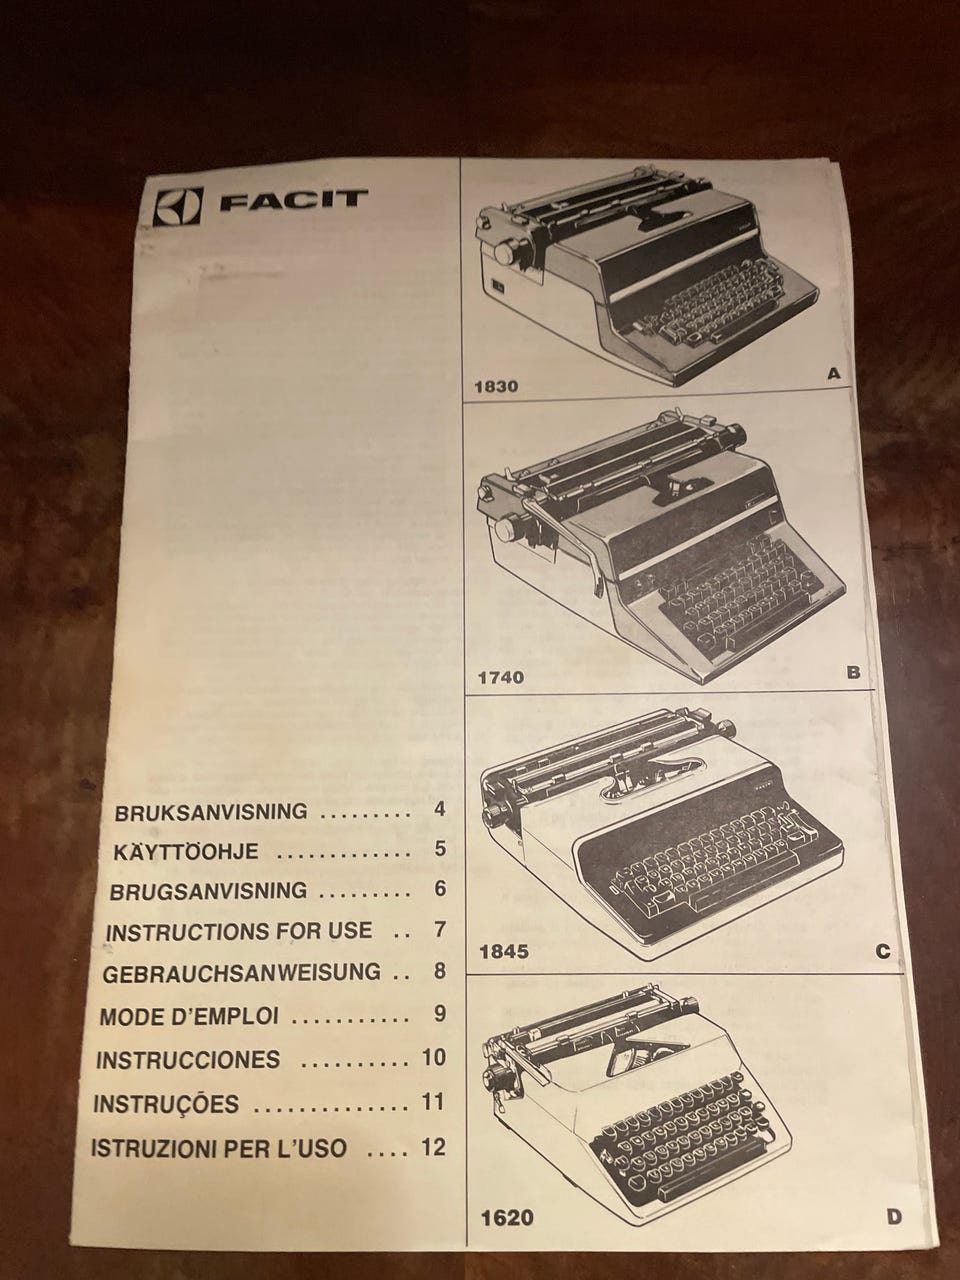 FACIT
1830 A
1740 B
1845 C
1620 D
BRUKSANVISNING ......... 4
KÄYTTÖOHJE ............ 5
BRUGSANVISNING ......... 6
INSTRUCTIONS FOR USE .. 7
GEBRAUCHSANWEISUNG .. 8
MODE D'EMPLOI ........... 9
INSTRUCCIONES .......... 10
INSTRUÇÕES .............. 11
ISTRUZIONI PER L'USO .... 12